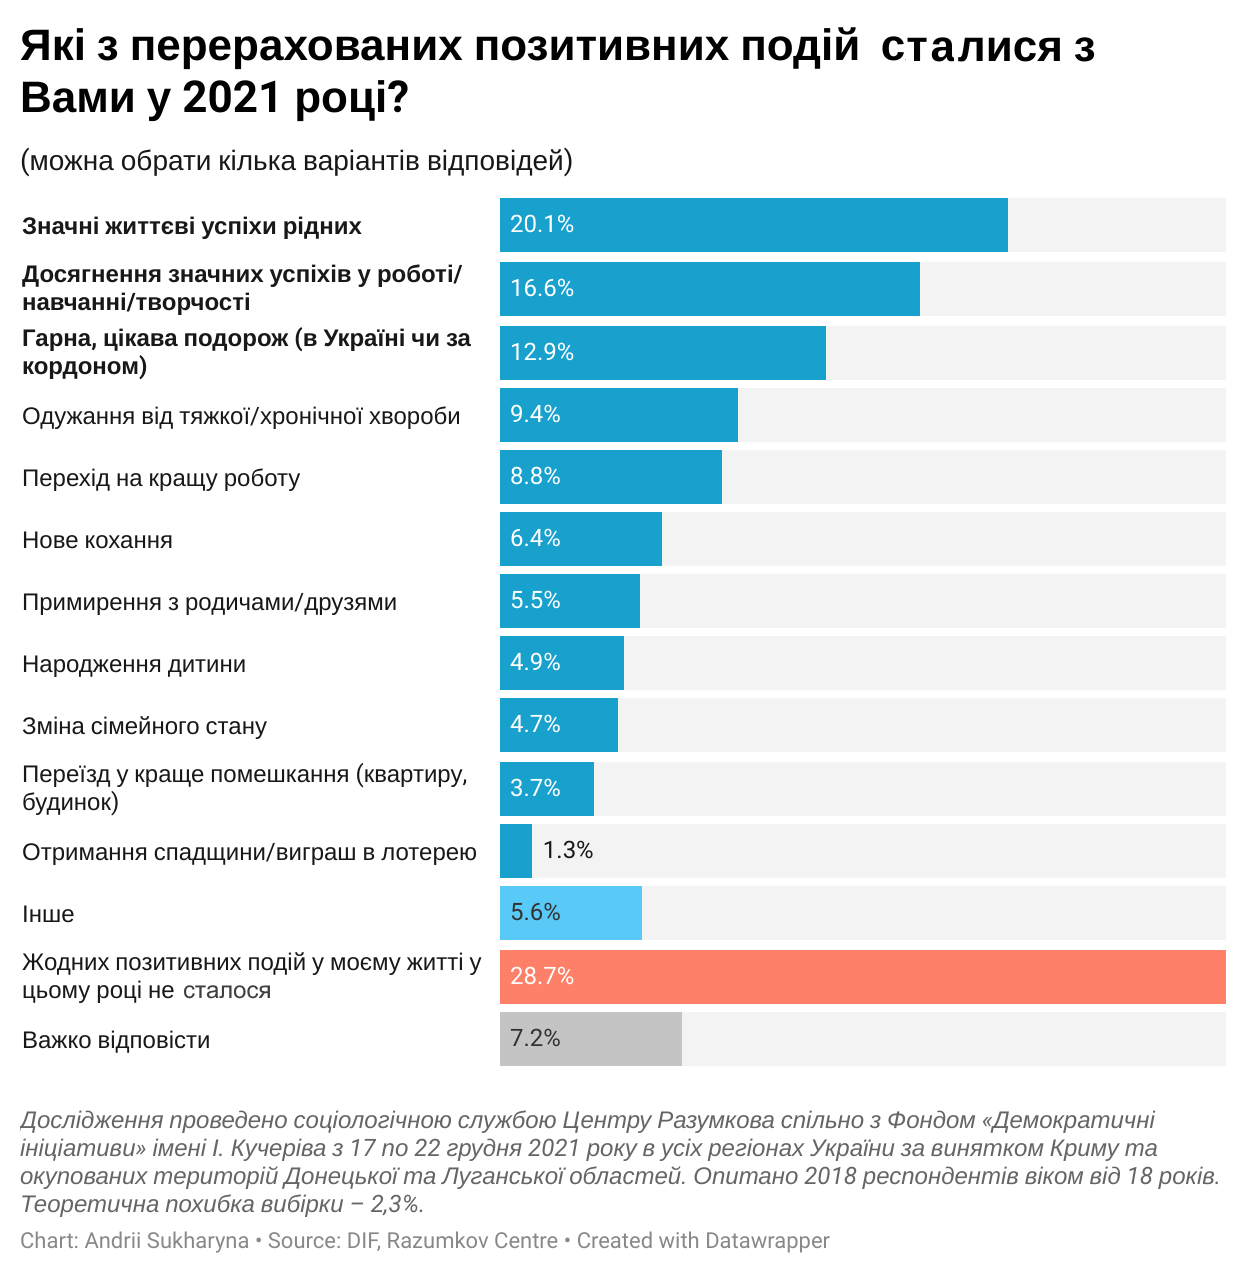 Які з перерахованих позитивних подій сталися з
Вами у 2021 році?
(можна обрати кілька варіантів відповідей)
Значні життєві успіхи рідних
20.1%
Досягнення значних успіхів у роботі/
навчанні/творчості
16.6%
Гарна, цікава подорож (в Україні чи за
кордоном)
12.9%
Одужання від тяжкої/хронічної хвороби
9.4%
Перехід на кращу роботу
8.8%
Нове кохання
6.4%
Примирення з родичами/друзями
5.5%
Народження дитини
4.9%
Зміна сімейного стану
4.7%
Переїзд у краще помешкання (квартиру,
будинок)
3.7%
Отримання спадщини/виграш в лотерею
1.3%
Інше
5.6%
Жодних позитивних подій у моєму житті у
цьому році не сталося
28.7%
Важко відповісти
7.2%
Дослідження проведено соціологічною службою Центру Разумкова спільно з Фондом «Демократичні
ініціативи» імені І. Кучеріва з 17 по 22 грудня 2021 року в усіх регіонах України за винятком Криму та
окупованих територій Донецької та Луганської областей. Опитано 2018 респондентів віком від 18 років.
Теоретична похибка вибірки – 2,3%.
Chart: Andrii Sukharyna • Source: DIF, Razumkov Centre • Created with Datawrapper